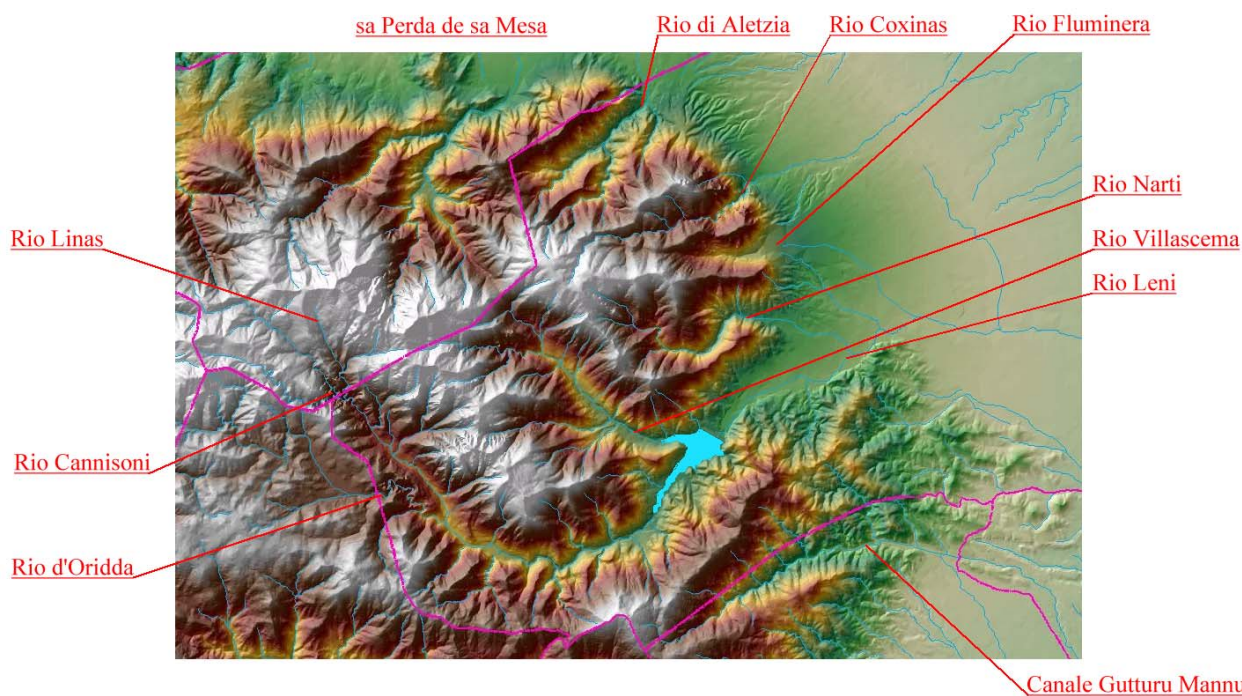 sa Perda de sa Mesa
Rio di Aletzia
Rio Coxinas
Rio Fluminera
Rio Narti
Rio Linas
Rio Villascema
Rio Leni
Rio Cannisoni
Rio d'Oridda
Canale Gutturu Mannu